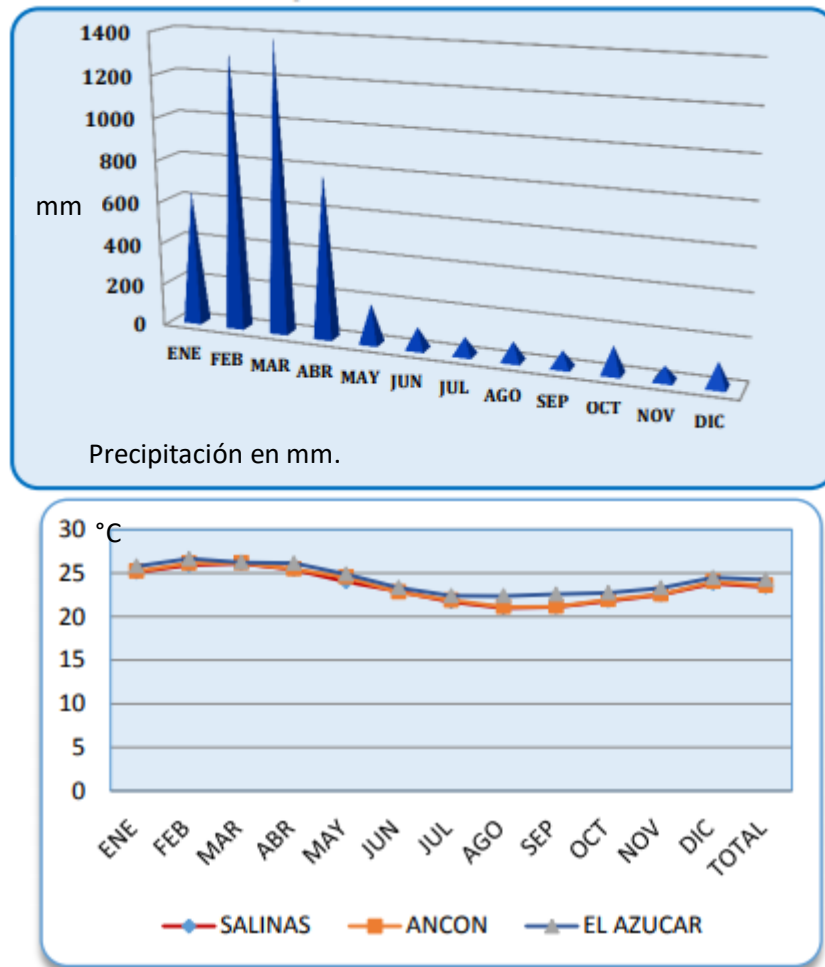 1400
1200
1000
800
mm 600
400
200
0
ENE FEB MAR ABR MAY JUN JUL AGO SEP OCT NOV DIC
Precipitación en mm.
30 °C
25
20
15
10
5
0
ENE FEB MAR ABR MAY JUN JUL AGO SEP OCT NOV DIC TOTAL
SALINAS ANCON EL AZUCAR